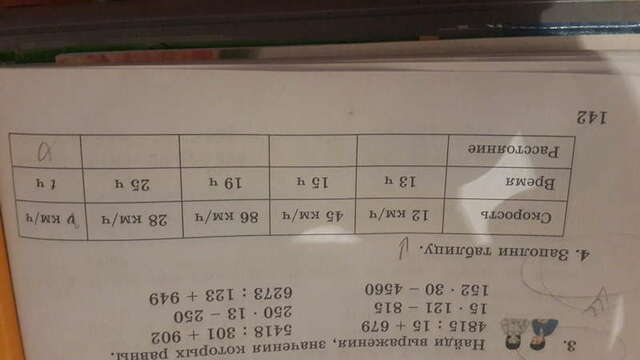 3. Найди выражения, значения которых равны.
4815 : 15 + 679 5418 : 301 + 902
15 · 121 - 815 250 · 13 - 250
152 · 30 - 4560 6273 : 123 + 949
4. Заполни таблицу.
Скорость 12 км/ч 45 км/ч 86 км/ч 28 км/ч v км/ч
Время 13 ч 15 ч 19 ч 25 ч t ч
Расстояние
142